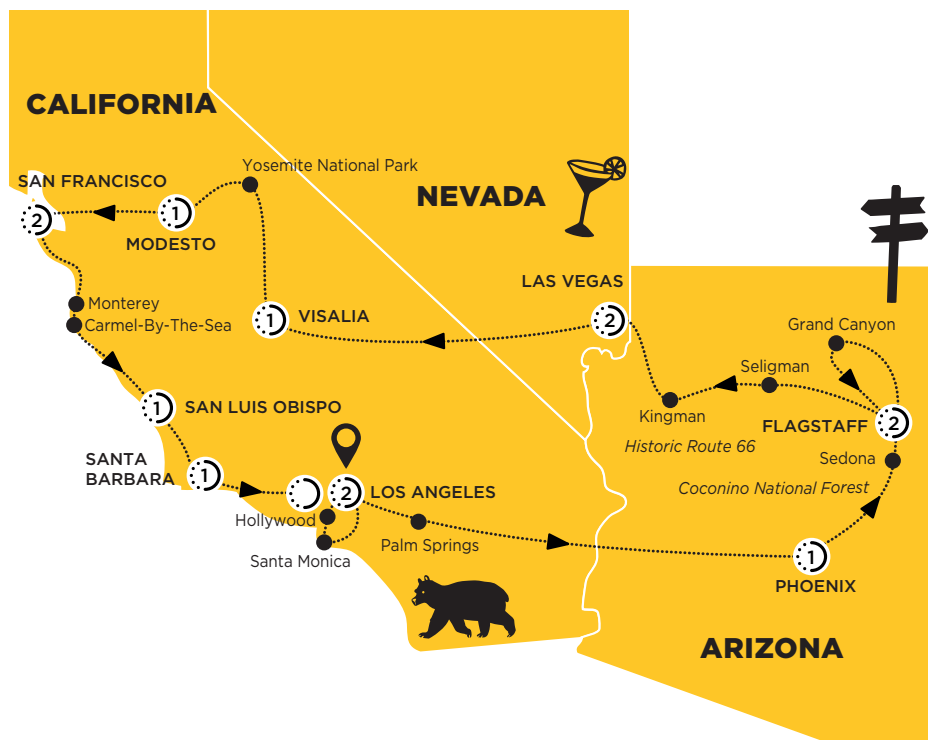 CALIFORNIA
Yosemite National Park
SAN FRANCISCO
NEVADA
2
1
MODESTO
LAS VEGAS
Monterey
Carmel-By-The-Sea
1
VISALIA
2
Grand Canyon
Seligman
Kingman
Historic Route 66
FLAGSTAFF
2
Sedona
Coconino National Forest
1
SAN LUIS OBISPO
SANTA
BARBARA
1
2
LOS ANGELES
Hollywood
Santa Monica
Palm Springs
1
PHOENIX
ARIZONA